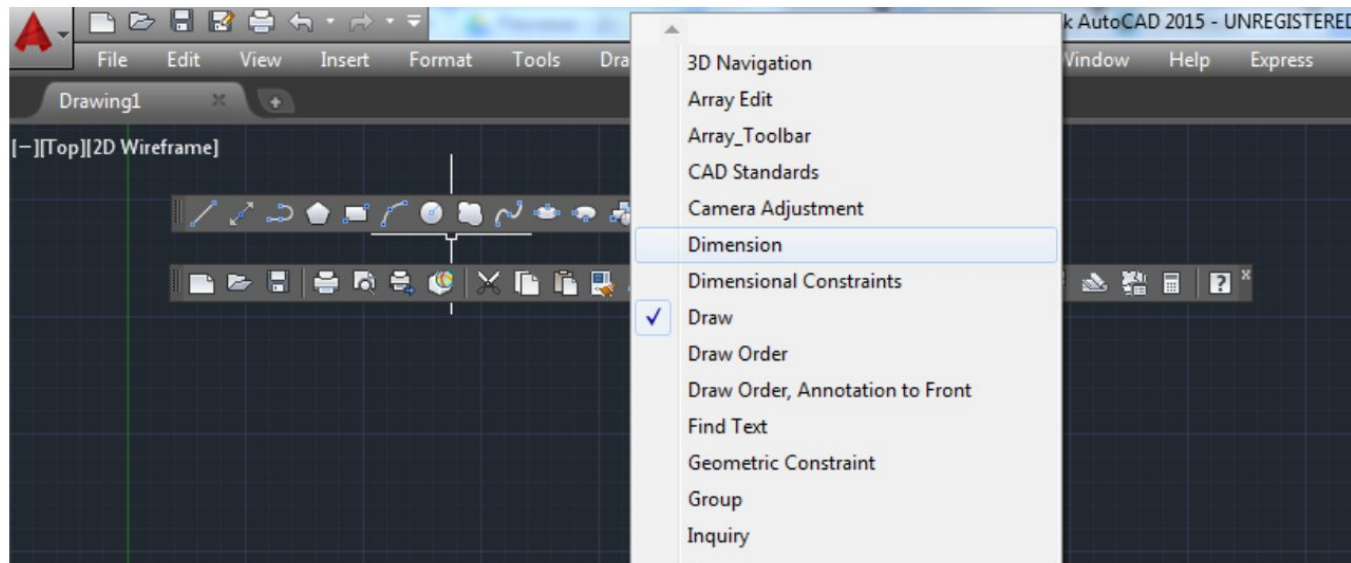 k AutoCAD 2015 - UNREGISTERED
File Edit View Insert Format Tools Dra
Window Help Express
Drawing1
[−][Top][2D Wireframe]
3D Navigation
Array Edit
Array_Toolbar
CAD Standards
Camera Adjustment
Dimension
Dimensional Constraints
Draw
Draw Order
Draw Order, Annotation to Front
Find Text
Geometric Constraint
Group
Inquiry